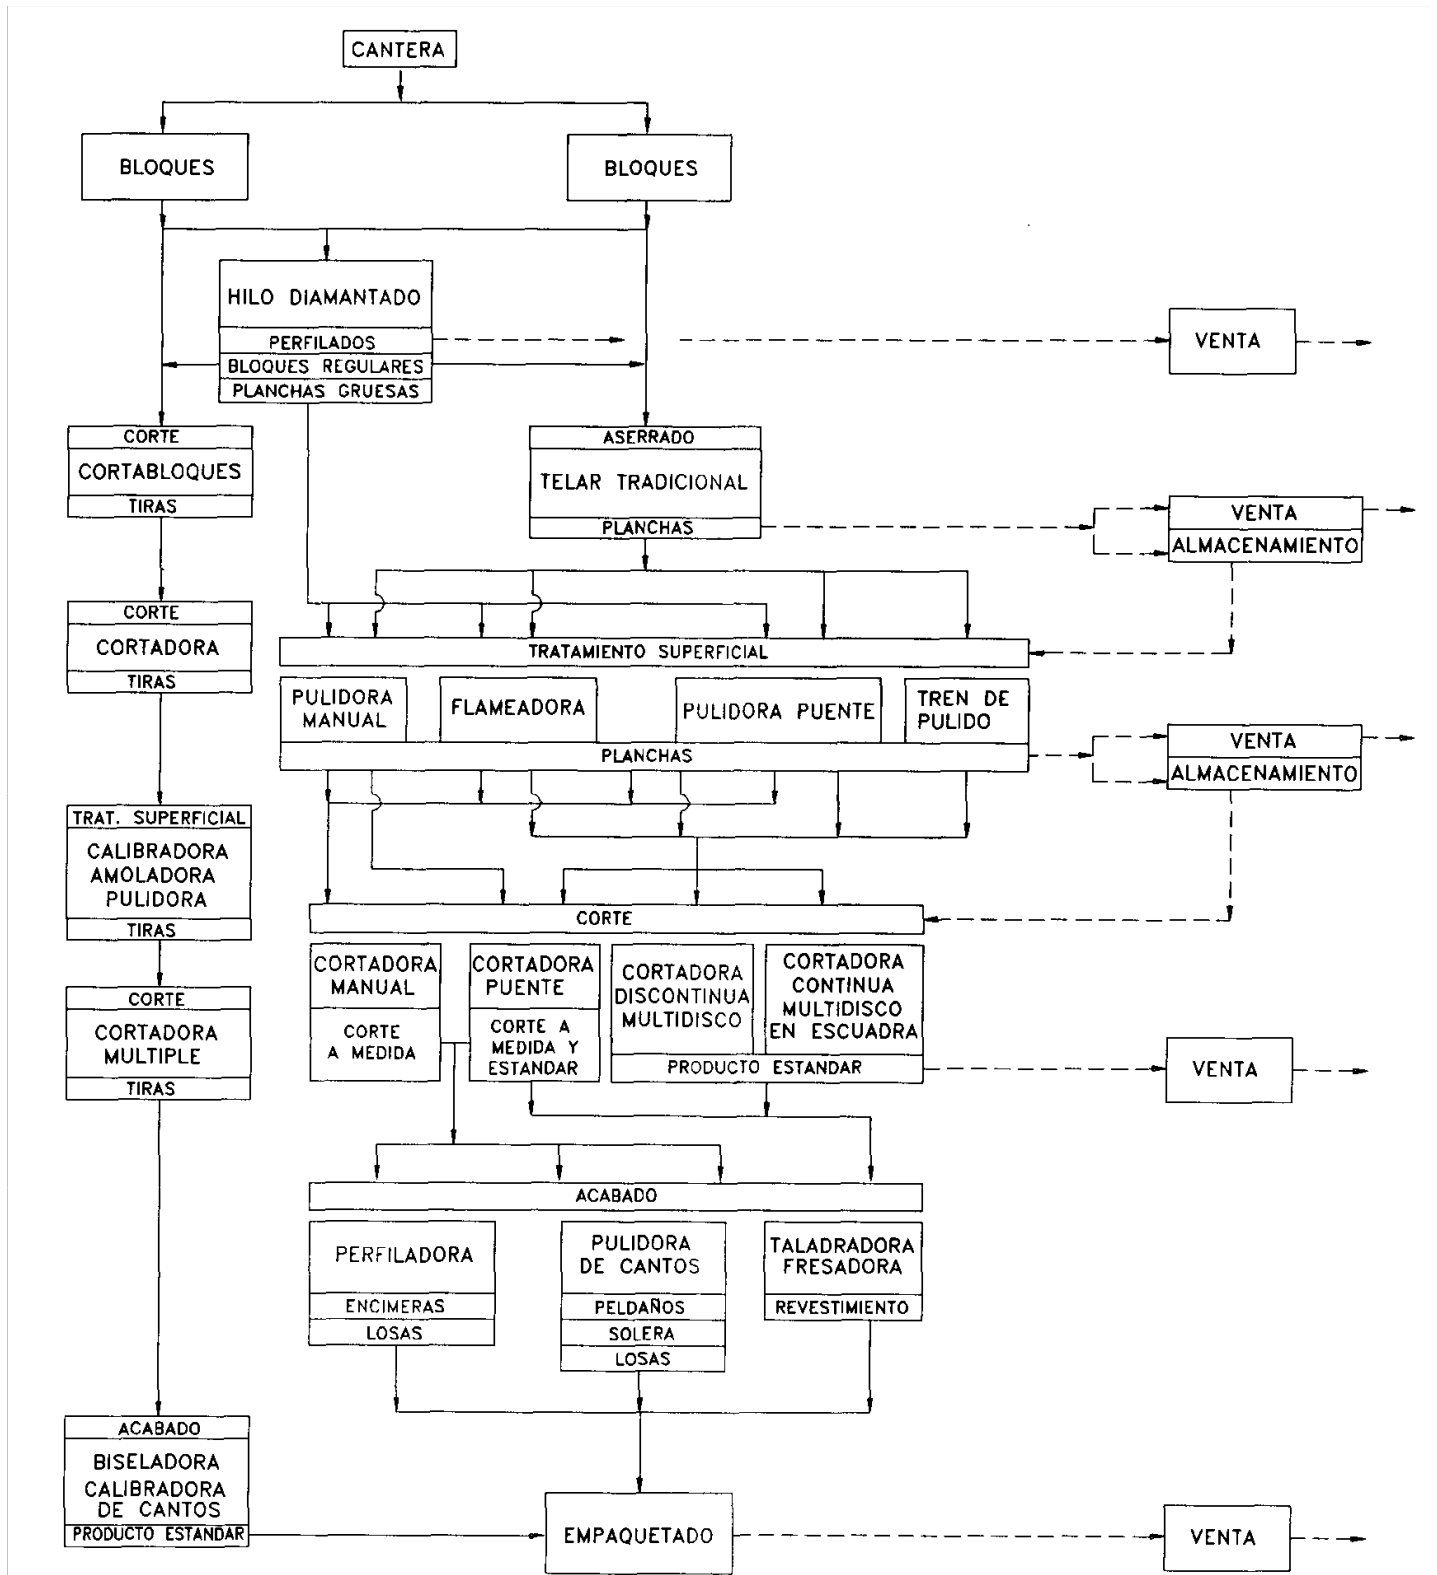 CANTERA
BLOQUES
BLOQUES
HILO DIAMANTADO
PERFILADOS
BLOQUES REGULARES
PLANCHAS GRUESAS
VENTA
CORTE
CORTABLOQUES
TIRAS
ASERRADO
TELAR TRADICIONAL
PLANCHAS
VENTA
ALMACENAMIENTO
CORTE
CORTADORA
TIRAS
TRATAMIENTO SUPERFICIAL
PULIDORA
MANUAL
FLAMEADORA
PULIDORA PUENTE
TREN DE
PULIDO
PLANCHAS
VENTA
ALMACENAMIENTO
TRAT. SUPERFICIAL
CALIBRADORA
AMOLADORA
PULIDORA
TIRAS
CORTE
CORTADORA
MANUAL
CORTE
A MEDIDA
CORTADORA
PUENTE
CORTE A
MEDIDA Y
ESTANDAR
CORTADORA
DISCONTINUA
MULTIDISCO
CORTADORA
CONTINUA
MULTIDISCO
EN ESCUADRA
PRODUCTO ESTANDAR
VENTA
CORTE
CORTADORA
MULTIPLE
TIRAS
ACABADO
PERFILADORA
ENCIMERAS
LOSAS
PULIDORA
DE CANTOS
PELDAÑOS
SOLERA
LOSAS
TALADRADORA
FRESADORA
REVESTIMIENTO
ACABADO
BISELADORA
CALIBRADORA
DE CANTOS
PRODUCTO ESTANDAR
EMPAQUETADO
VENTA